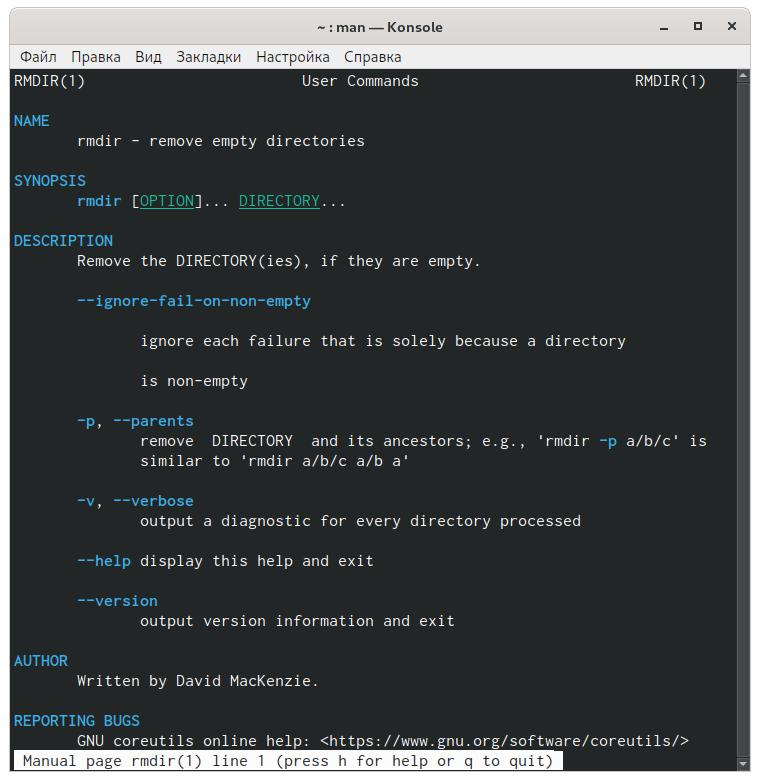 ~ : man — Konsole
Файл Правка Вид Закладки Настройка Справка
RMDIR(1) User Commands RMDIR(1)
NAME
rmdir - remove empty directories
SYNOPSIS
rmdir [OPTION]... DIRECTORY...
DESCRIPTION
Remove the DIRECTORY(ies), if they are empty.
--ignore-fail-on-non-empty
ignore each failure that is solely because a directory
is non-empty
-p, --parents
remove DIRECTORY and its ancestors; e.g., 'rmdir -p a/b/c' is
similar to 'rmdir a/b/c a/b a'
-v, --verbose
output a diagnostic for every directory processed
--help display this help and exit
--version
output version information and exit
AUTHOR
Written by David MacKenzie.
REPORTING BUGS
GNU coreutils online help: <https://www.gnu.org/software/coreutils/>
Manual page rmdir(1) line 1 (press h for help or q to quit)